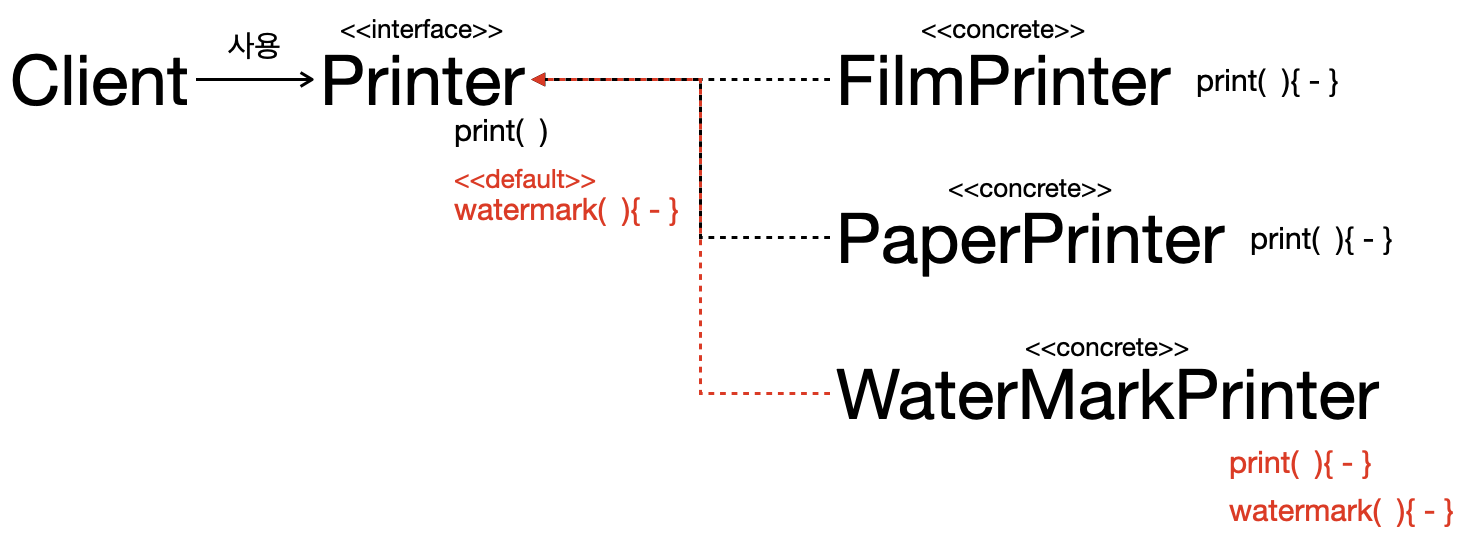 사용
<<interface>>
<<concrete>>
Client
Printer
FilmPrinter
print(  ){ - }
print(  )
<<default>>
watermark(  ){ - }
<<concrete>>
PaperPrinter
print(  ){ - }
<<concrete>>
WaterMarkPrinter
print(  ){ - }
watermark(  ){ - }